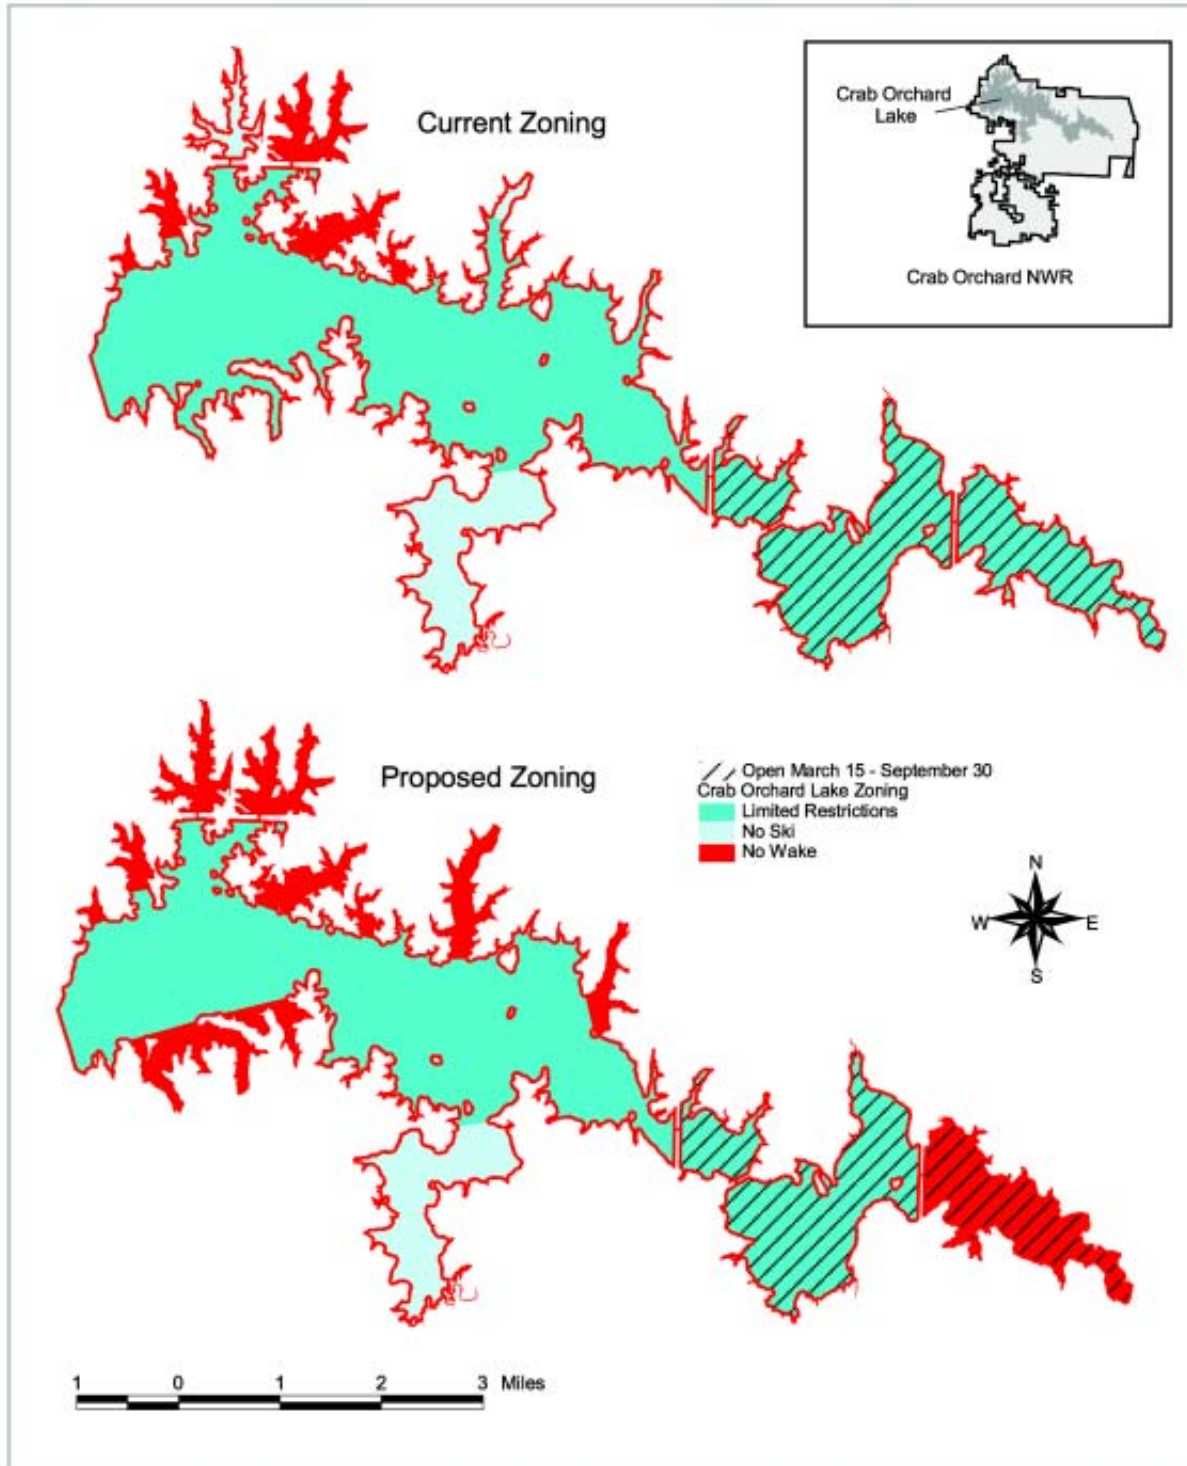 Current Zoning
Crab Orchard
Lake
Crab Orchard NWR
Proposed Zoning
Open March 15 - September 30
Crab Orchard Lake Zoning
Limited Restrictions
No Ski
No Wake
N
W E
S
1 0 1 2 3 Miles